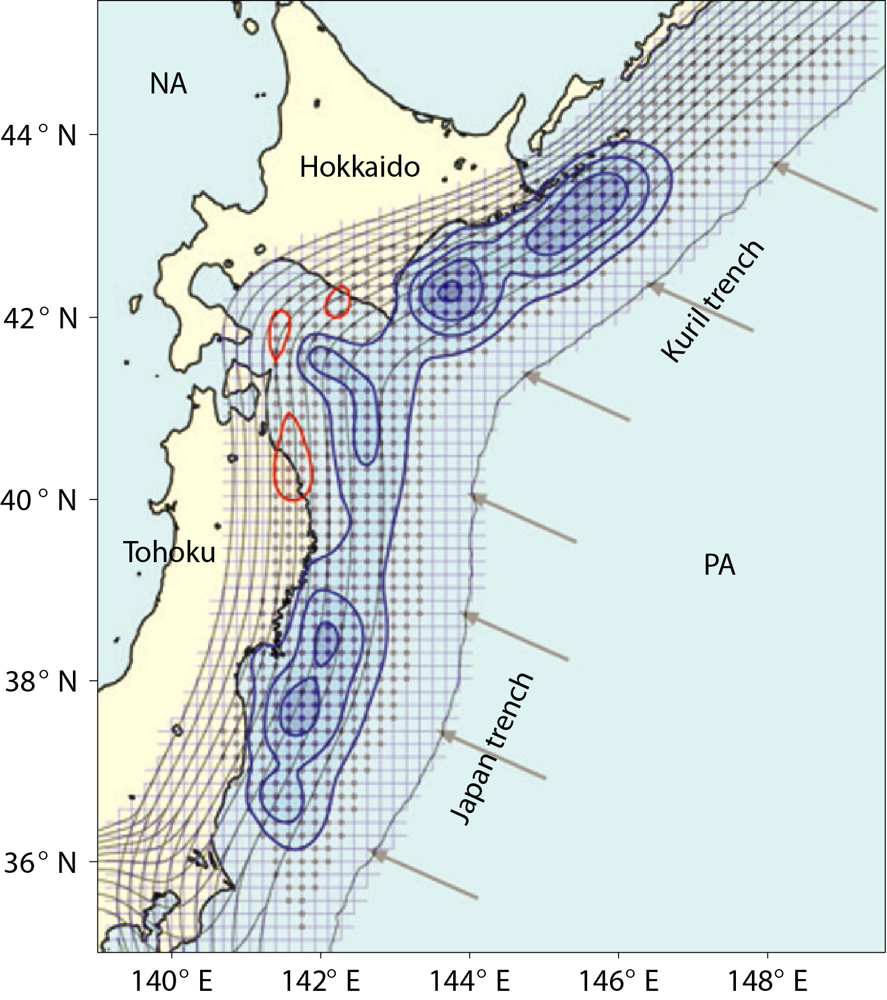 NA
44° N
Hokkaido
Kuril trench
42° N
40° N
Tohoku
PA
38° N
Japan trench
36° N
140° E
142° E
144° E
146° E
148° E